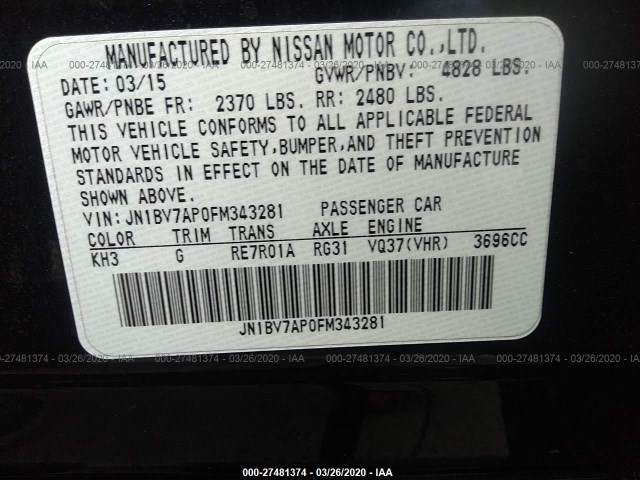 MANUFACTURED BY NISSAN MOTOR CO.,LTD.
DATE: 03/15 GVWR/PNBV: 4828 LBS.
GAWR/PNBE FR: 2370 LBS. RR: 2480 LBS.
THIS VEHICLE CONFORMS TO ALL APPLICABLE FEDERAL
MOTOR VEHICLE SAFETY,BUMPER,AND THEFT PREVENTION
STANDARDS IN EFFECT ON THE DATE OF MANUFACTURE
SHOWN ABOVE.
VIN: JN1BV7AP0FM343281 PASSENGER CAR
COLOR TRIM TRANS AXLE ENGINE
KH3 G RE7R01A RG31 VQ37(VHR) 3696CC
JN1BV7AP0FM343281
000-27481374 - 03/26/2020 - IAA